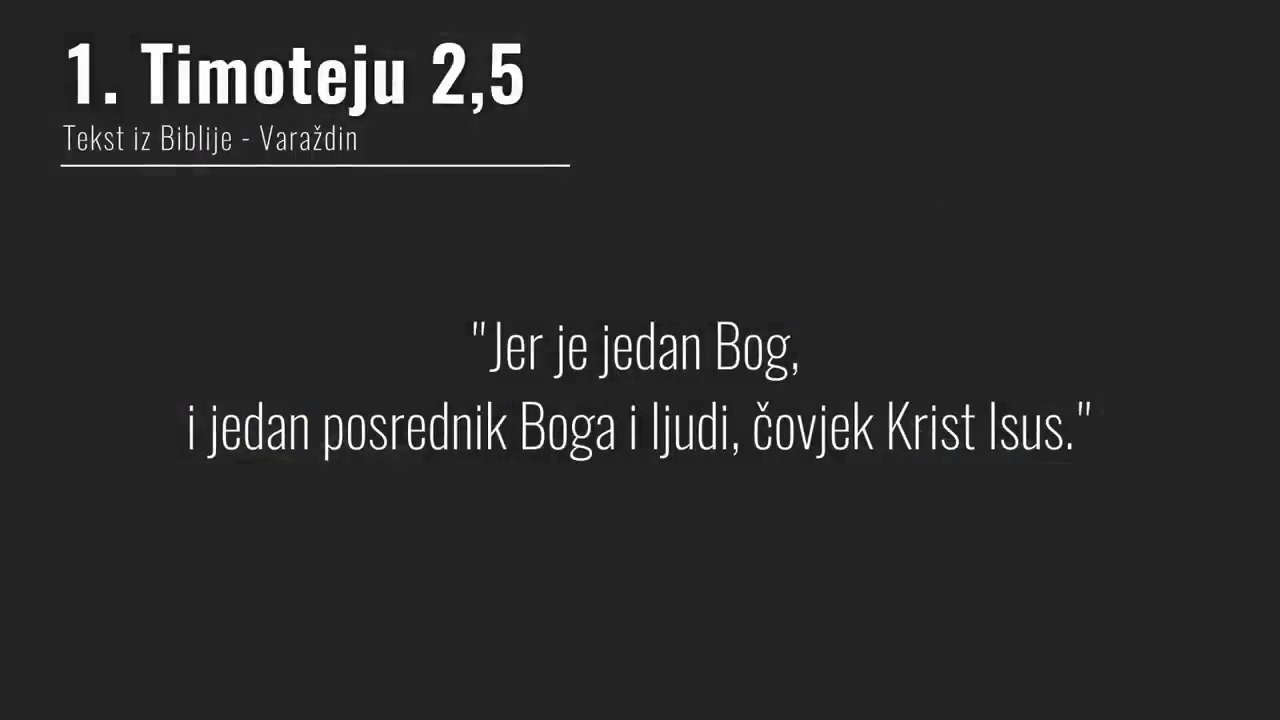 1. Timoteju 2,5
Tekst iz Biblije - Varaždin
"Jer je jedan Bog,
i jedan posrednik Boga i ljudi, čovjek Krist Isus."